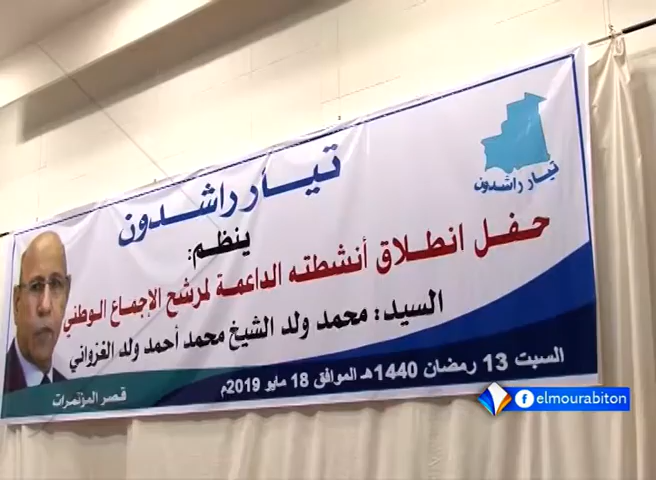 تيار راشدون
تيار راشدون
ينظم:
حفل انطلاق أنشطته الداعمة لمرشح الإجماع الوطني
السيد: محمد ولد الشيخ محمد أحمد ولد الغزواني
السبت 13 رمضان 1440هـ الموافق 18 مايو 2019م
قصر المؤتمرات
elmourabiton